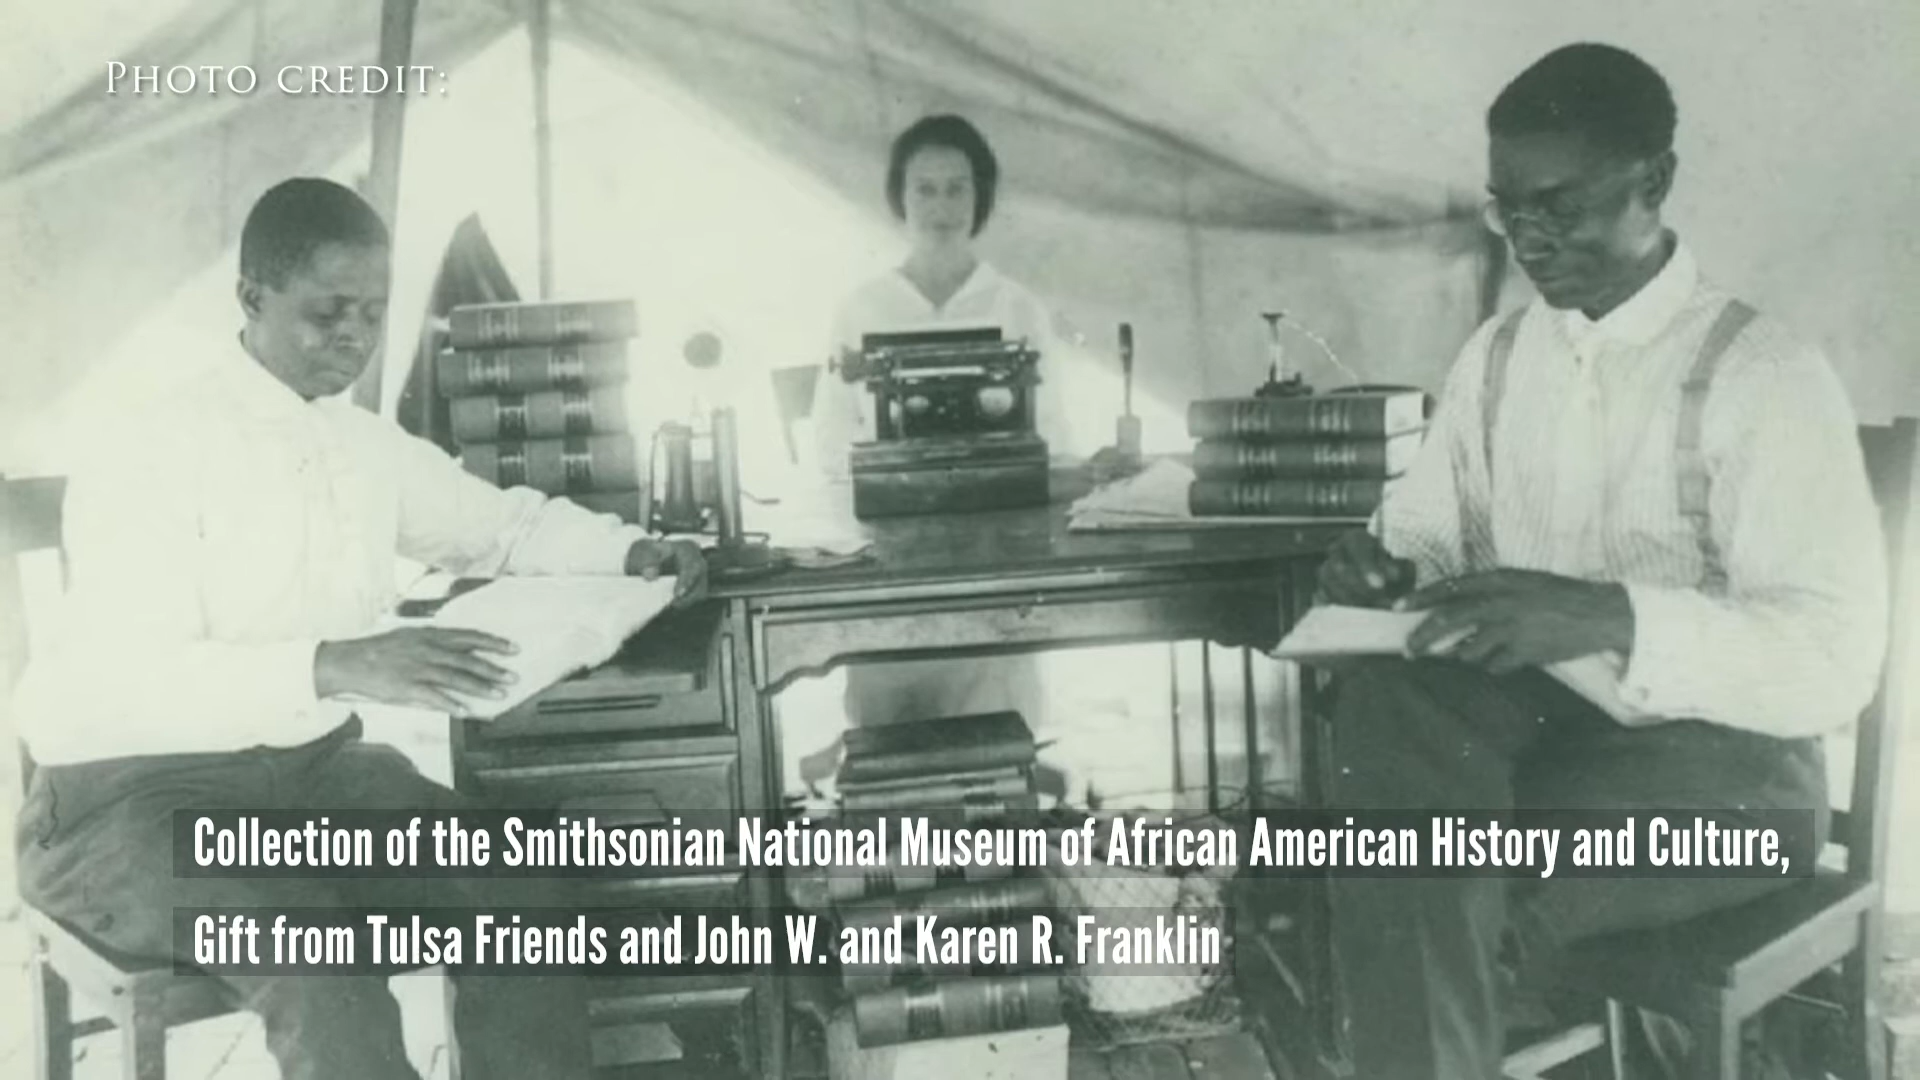 Photo credit:
Collection of the Smithsonian National Museum of African American History and Culture,
Gift from Tulsa Friends and John W. and Karen R. Franklin